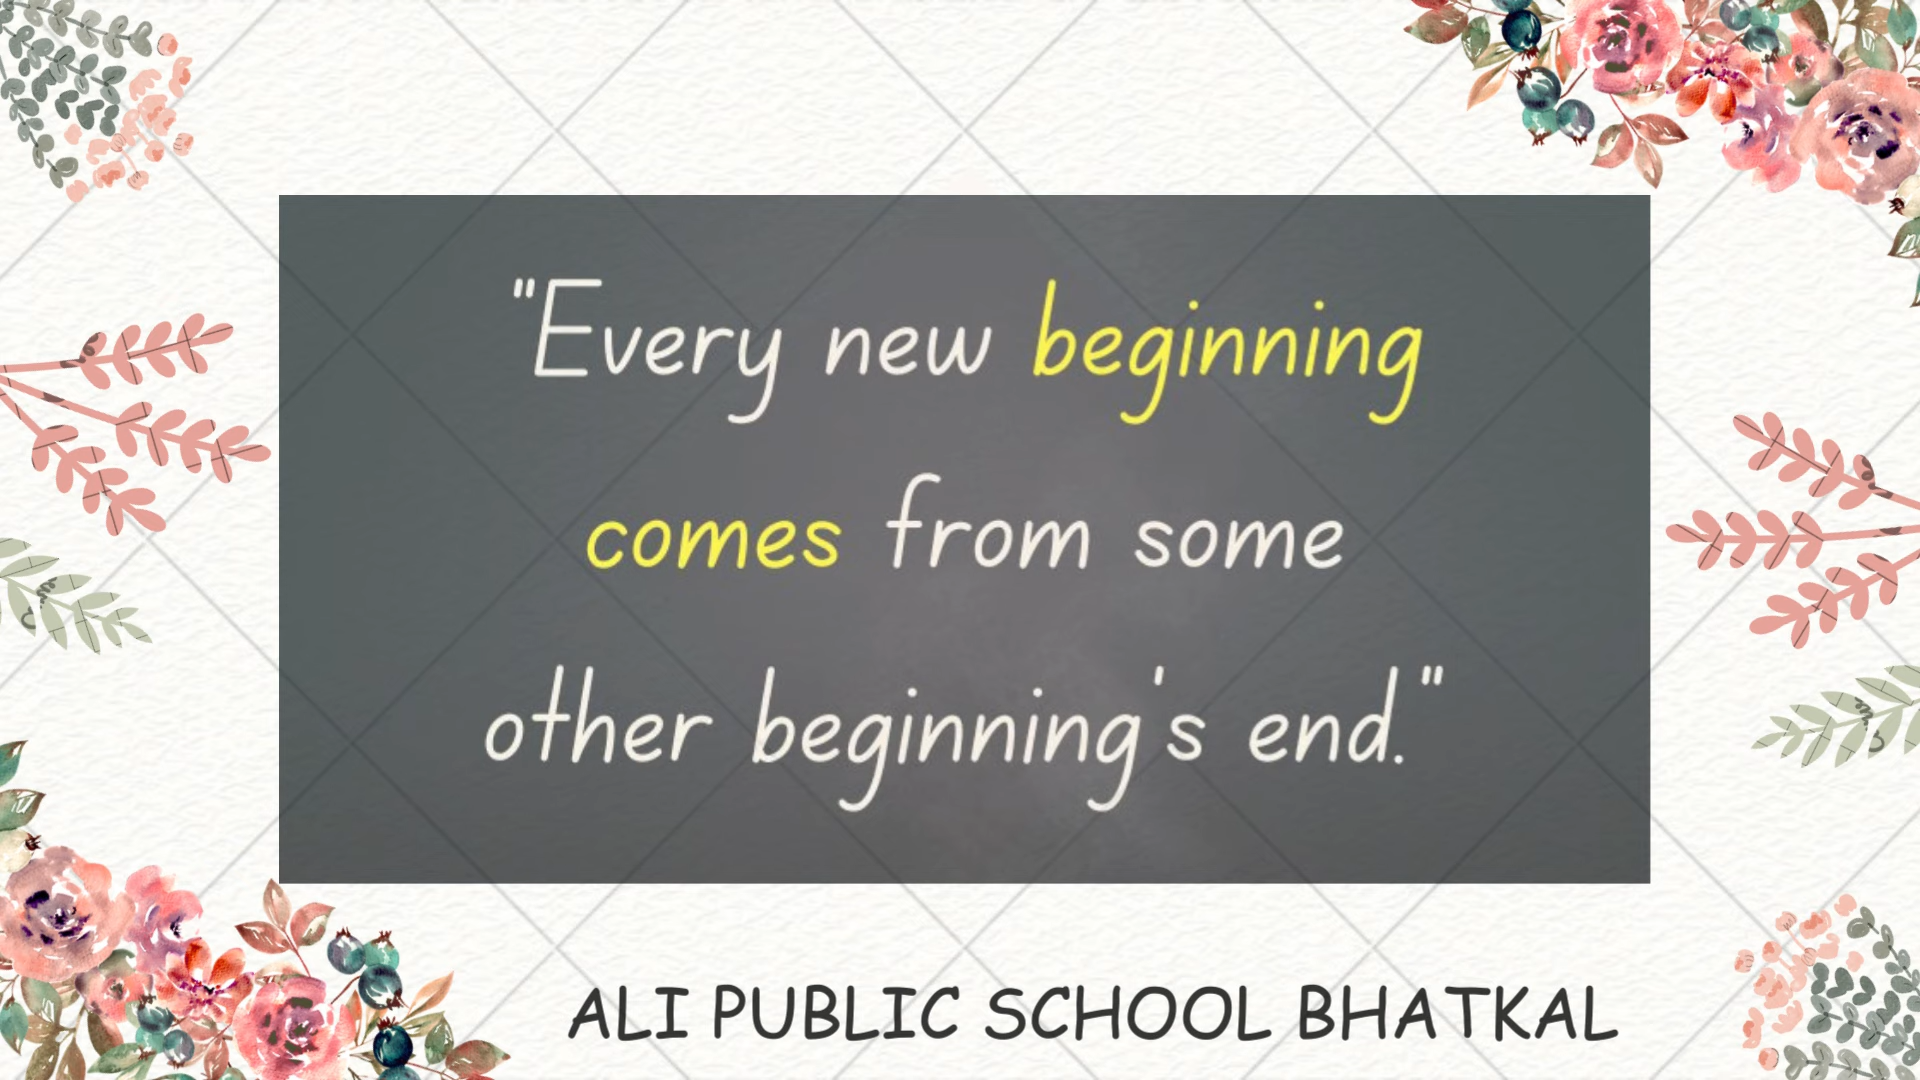 "Every new beginning
comes from some
other beginning's end."
ALI PUBLIC SCHOOL BHATKAL